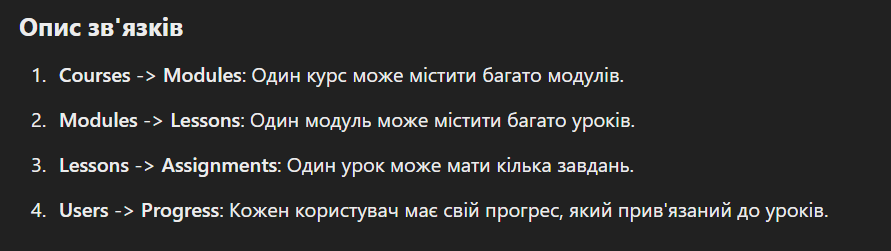 Опис зв'язків
1. Courses -> Modules: Один курс може містити багато модулів.
2. Modules -> Lessons: Один модуль може містити багато уроків.
3. Lessons -> Assignments: Один урок може мати кілька завдань.
4. Users -> Progress: Кожен користувач має свій прогрес, який прив'язаний до уроків.